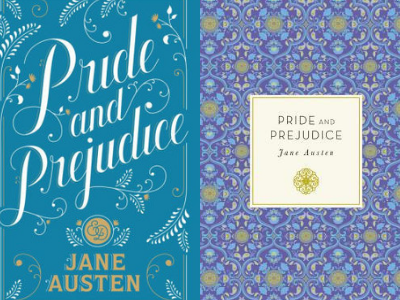 Pride
and
Prejudice
JANE
AUSTEN
PRIDE AND
PREJUDICE
Jane Austen